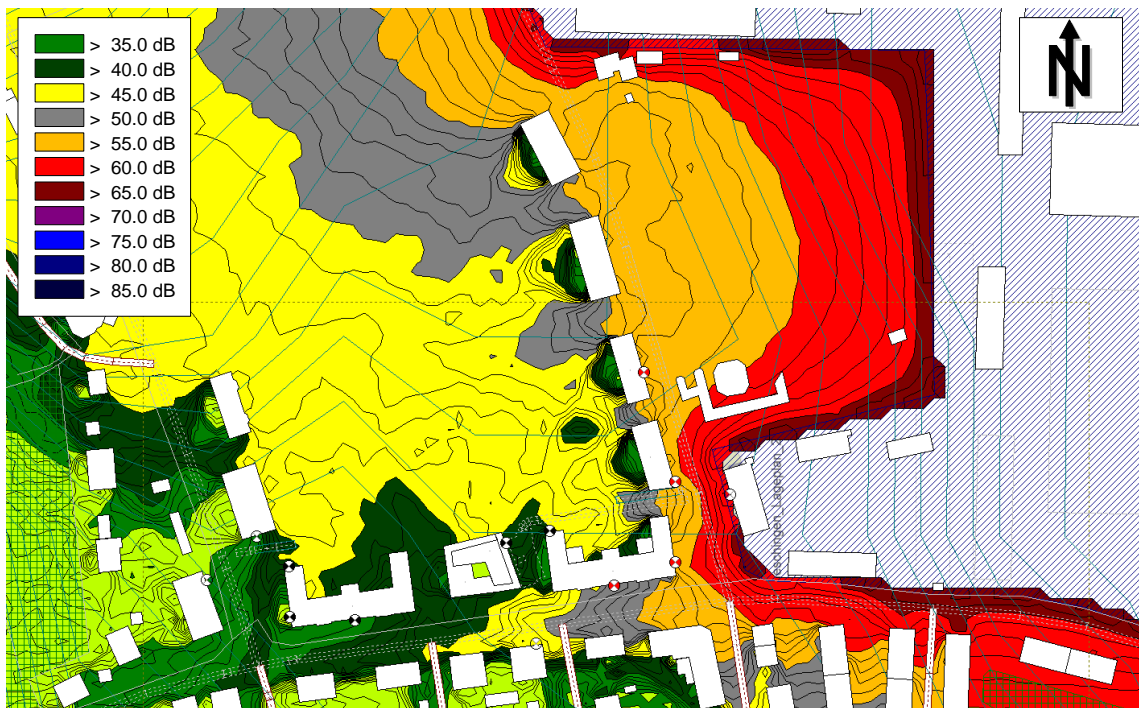 > 35.0 dB
> 40.0 dB
> 45.0 dB
> 50.0 dB
> 55.0 dB
> 60.0 dB
> 65.0 dB
> 70.0 dB
> 75.0 dB
> 80.0 dB
> 85.0 dB
N
eschingen_Lageplan_